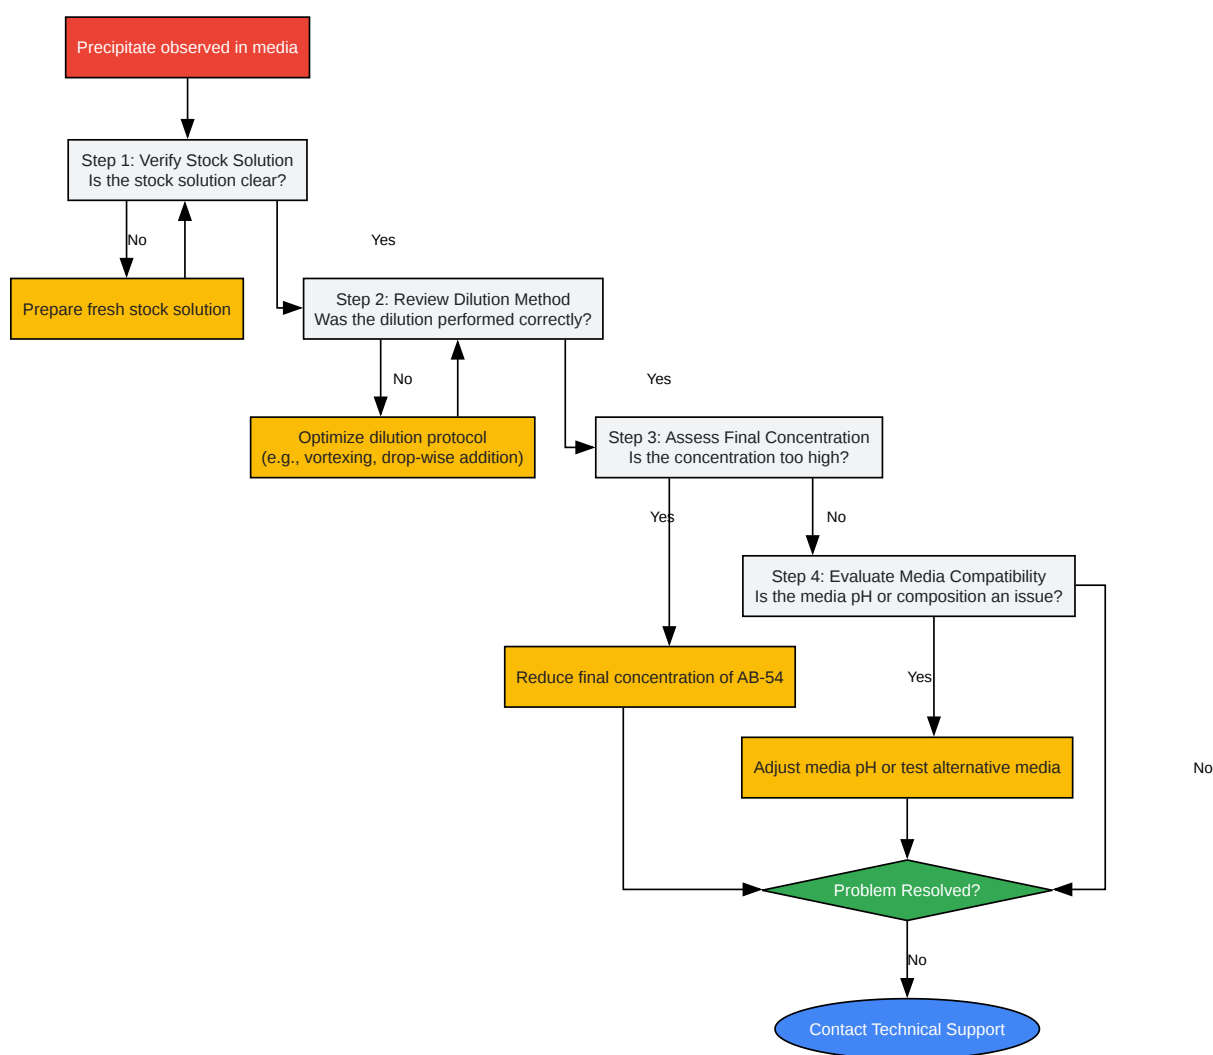 Precipitate observed in media
Step 1: Verify Stock Solution
Is the stock solution clear?
No
Yes
Prepare fresh stock solution
Step 2: Review Dilution Method
Was the dilution performed correctly?
No
Yes
Optimize dilution protocol
(e.g., vortexing, drop-wise addition)
Step 3: Assess Final Concentration
Is the concentration too high?
Yes
No
Step 4: Evaluate Media Compatibility
Is the media pH or composition an issue?
Reduce final concentration of AB-54
Yes
Adjust media pH or test alternative media
No
Problem Resolved?
No
Contact Technical Support